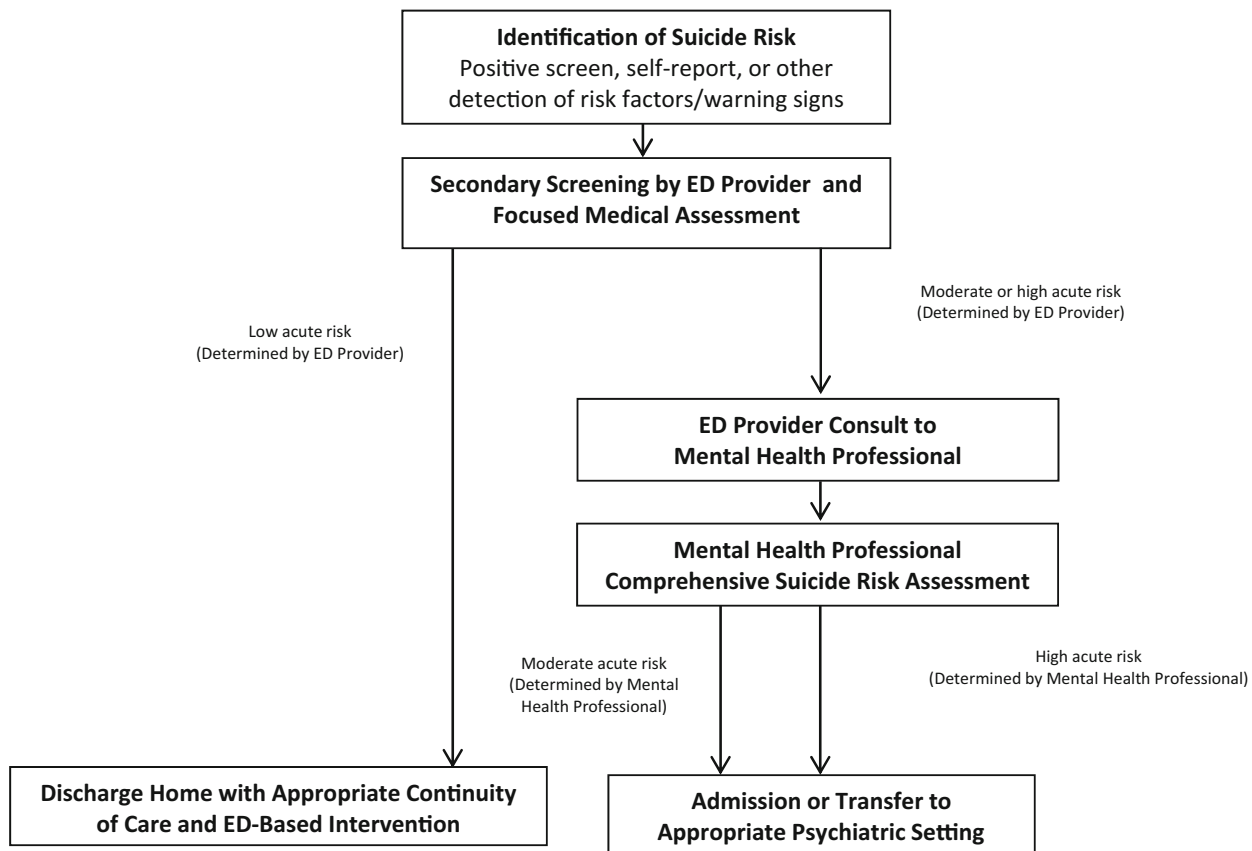 Identification of Suicide Risk
Positive screen, self-report, or other
detection of risk factors/warning signs
Secondary Screening by ED Provider and
Focused Medical Assessment
Low acute risk
(Determined by ED Provider)
Moderate or high acute risk
(Determined by ED Provider)
ED Provider Consult to
Mental Health Professional
Mental Health Professional
Comprehensive Suicide Risk Assessment
Moderate acute risk
(Determined by Mental
Health Professional)
High acute risk
(Determined by Mental Health Professional)
Discharge Home with Appropriate Continuity
of Care and ED-Based Intervention
Admission or Transfer to
Appropriate Psychiatric Setting